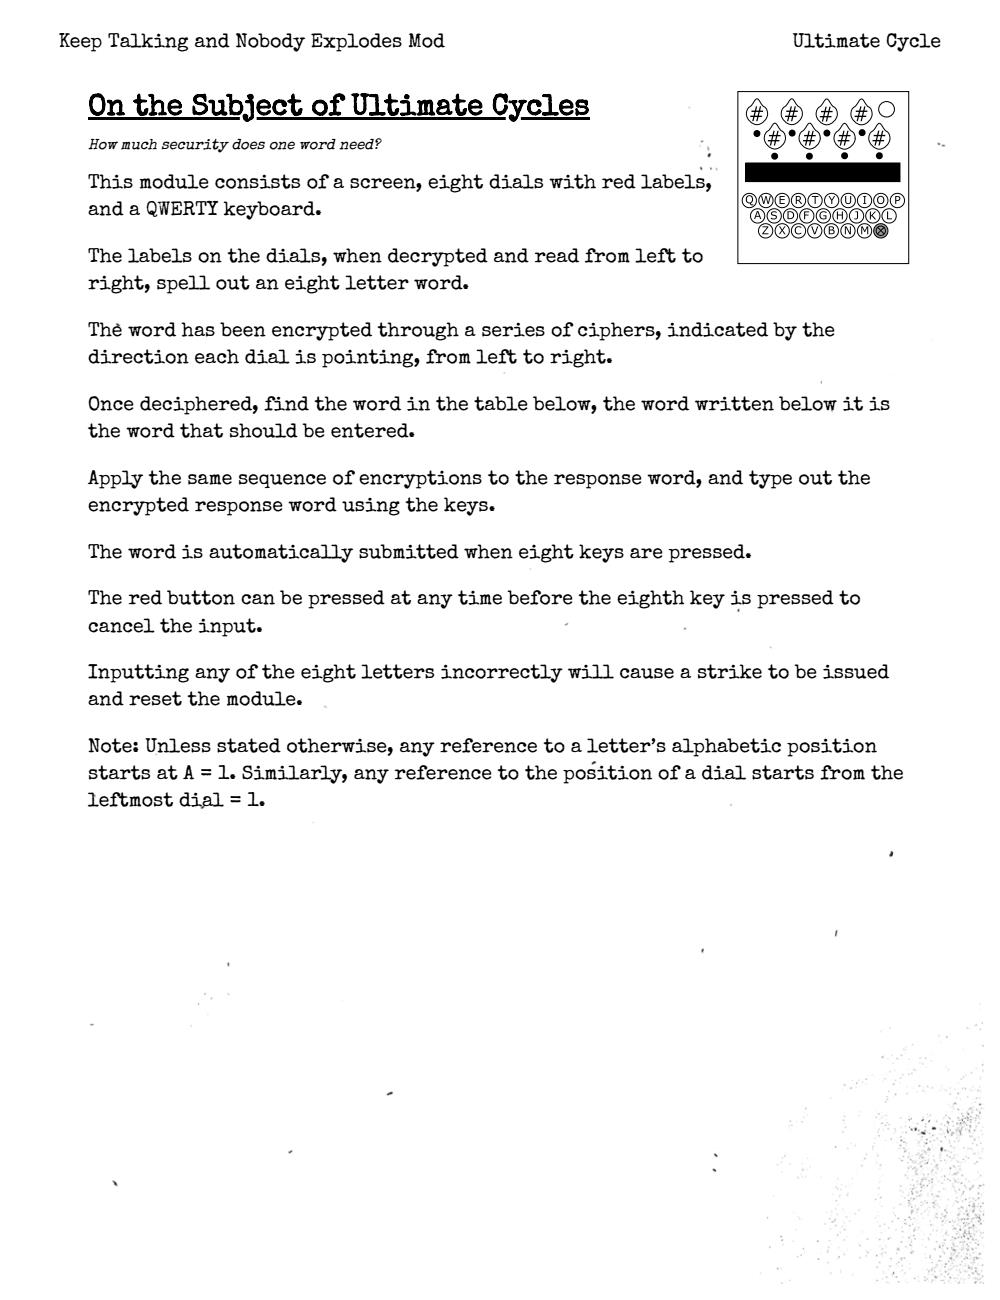 Keep Talking and Nobody Explodes Mod
Ultimate Cycle
On the Subject of Ultimate Cycles
How much security does one word need?
This module consists of a screen, eight dials with red labels,
and a QWERTY keyboard.
# # # #
# # # #
Q W E R T Y U I O P
A S D F G H J K L
Z X C V B N M
The labels on the dials, when decrypted and read from left to
right, spell out an eight letter word.
The word has been encrypted through a series of ciphers, indicated by the
direction each dial is pointing, from left to right.
Once deciphered, find the word in the table below, the word written below it is
the word that should be entered.
Apply the same sequence of encryptions to the response word, and type out the
encrypted response word using the keys.
The word is automatically submitted when eight keys are pressed.
The red button can be pressed at any time before the eighth key is pressed to
cancel the input.
Inputting any of the eight letters incorrectly will cause a strike to be issued
and reset the module.
Note: Unless stated otherwise, any reference to a letter's alphabetic position
starts at A = 1. Similarly, any reference to the position of a dial starts from the
leftmost dial = 1.